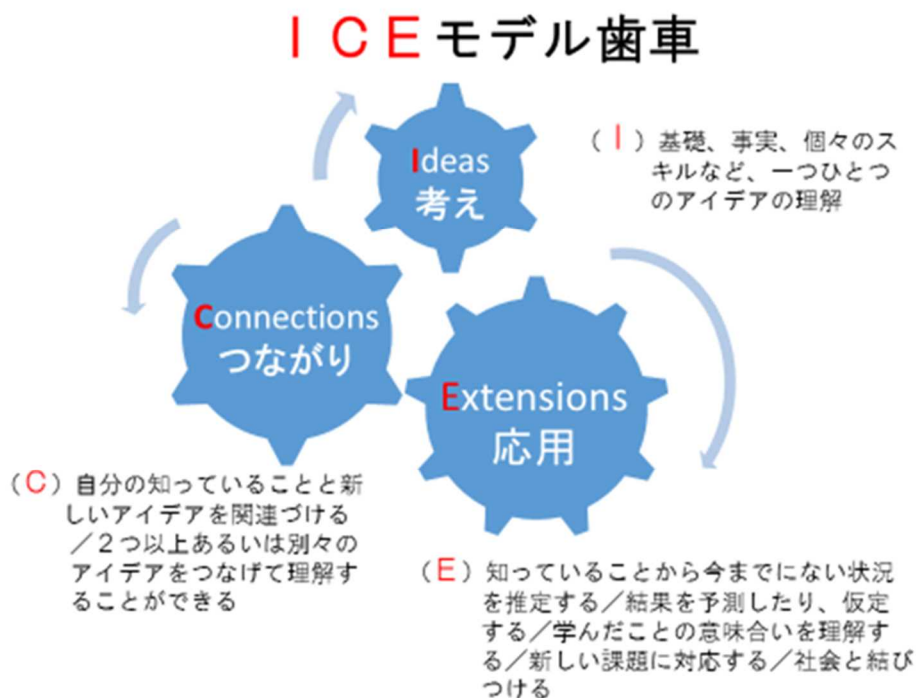 ICEモデル歯車
Ideas
考え
（I）基礎、事実、個々のス
キルなど、一つひとつ
のアイデアの理解
Connections
つながり
Extensions
応用
（C）自分の知っていることと新
しいアイデアを関連づける
／２つ以上あるいは別々の
アイデアをつなげて理解す
ることができる
（E）知っていることから今までにない状況
を推定する／結果を予測したり、仮定
する／学んだことの意味合いを理解す
る／新しい課題に対応する／社会と結び
つける